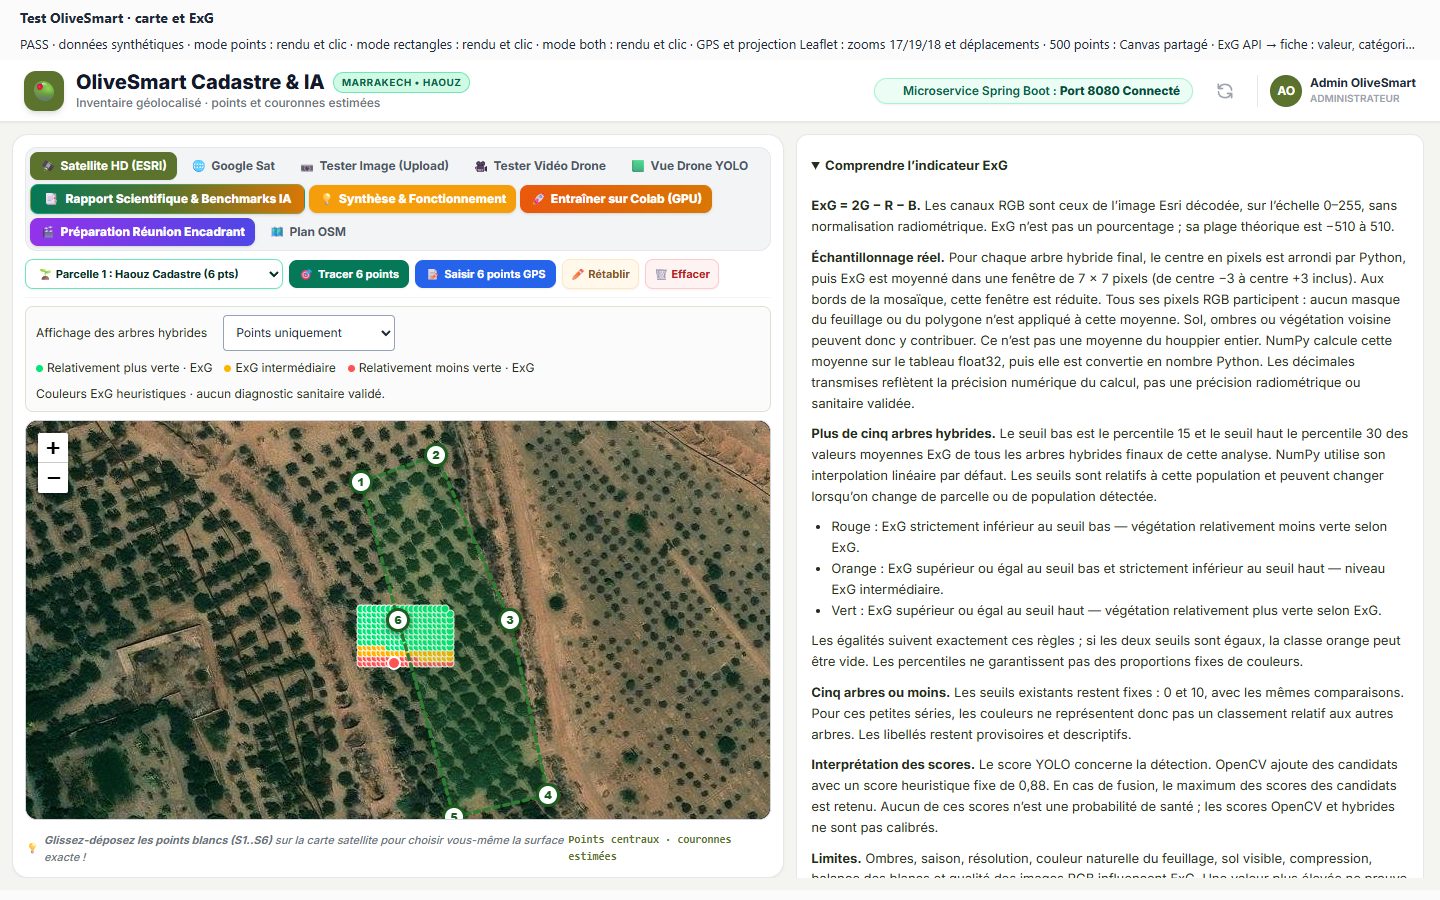 Test OliveSmart · carte et ExG
PASS · données synthétiques · mode points : rendu et clic · mode rectangles : rendu et clic · mode both : rendu et clic · GPS et projection Leaflet : zooms 17/19/18 et déplacements · 500 points : Canvas partagé · ExG API → fiche : valeur, catégori...
OliveSmart Cadastre & IA
MARRAKECH • HAOUZ
Inventaire géolocalisé · points et couronnes estimées
Microservice Spring Boot : Port 8080 Connecté
AO
Admin OliveSmart
ADMINISTRATEUR
Satellite HD (ESRI)
Google Sat
Tester Image (Upload)
Tester Vidéo Drone
Vue Drone YOLO
Rapport Scientifique & Benchmarks IA
Synthèse & Fonctionnement
Entraîner sur Colab (GPU)
Préparation Réunion Encadrant
Plan OSM
Parcelle 1 : Haouz Cadastre (6 pts)
Tracer 6 points
Saisir 6 points GPS
Rétablir
Effacer
Affichage des arbres hybrides
Points uniquement
Relativement plus verte · ExG
ExG intermédiaire
Relativement moins verte · ExG
Couleurs ExG heuristiques · aucun diagnostic sanitaire validé.
+
−
2
1
6
3
4
5
Glissez-déposez les points blancs (S1..S6) sur la carte satellite pour choisir vous-même la surface
exacte !
Points centraux · couronnes
estimées
▼ Comprendre l’indicateur ExG
ExG = 2G − R − B. Les canaux RGB sont ceux de l’image Esri décodée, sur l’échelle 0–255, sans
normalisation radiométrique. ExG n’est pas un pourcentage ; sa plage théorique est −510 à 510.
Échantillonnage réel. Pour chaque arbre hybride final, le centre en pixels est arrondi par Python,
puis ExG est moyenné dans une fenêtre de 7 × 7 pixels (de centre −3 à centre +3 inclus). Aux
bords de la mosaïque, cette fenêtre est réduite. Tous ses pixels RGB participent : aucun masque
du feuillage ou du polygone n’est appliqué à cette moyenne. Sol, ombres ou végétation voisine
peuvent donc y contribuer. Ce n’est pas une moyenne du houppier entier. NumPy calcule cette
moyenne sur le tableau float32, puis elle est convertie en nombre Python. Les décimales
transmises reflètent la précision numérique du calcul, pas une précision radiométrique ou
sanitaire validée.
Plus de cinq arbres hybrides. Le seuil bas est le percentile 15 et le seuil haut le percentile 30 des
valeurs moyennes ExG de tous les arbres hybrides finaux de cette analyse. NumPy utilise son
interpolation linéaire par défaut. Les seuils sont relatifs à cette population et peuvent changer
lorsqu’on change de parcelle ou de population détectée.
• Rouge : ExG strictement inférieur au seuil bas — végétation relativement moins verte selon
ExG.
• Orange : ExG supérieur ou égal au seuil bas et strictement inférieur au seuil haut — niveau
ExG intermédiaire.
• Vert : ExG supérieur ou égal au seuil haut — végétation relativement plus verte selon ExG.
Les égalités suivent exactement ces règles ; si les deux seuils sont égaux, la classe orange peut
être vide. Les percentiles ne garantissent pas des proportions fixes de couleurs.
Cinq arbres ou moins. Les seuils existants restent fixes : 0 et 10, avec les mêmes comparaisons.
Pour ces petites séries, les couleurs ne représentent donc pas un classement relatif aux autres
arbres. Les libellés restent provisoires et descriptifs.
Interprétation des scores. Le score YOLO concerne la détection. OpenCV ajoute des candidats
avec un score heuristique fixe de 0,88. En cas de fusion, le maximum des scores des candidats
est retenu. Aucun de ces scores n’est une probabilité de santé ; les scores OpenCV et hybrides
ne sont pas calibrés.
Limites. Ombres, saison, résolution, couleur naturelle du feuillage, sol visible, compression,
balance des blancs et qualité des images RGB influencent ExG. Une valeur plus élevée ne prouve